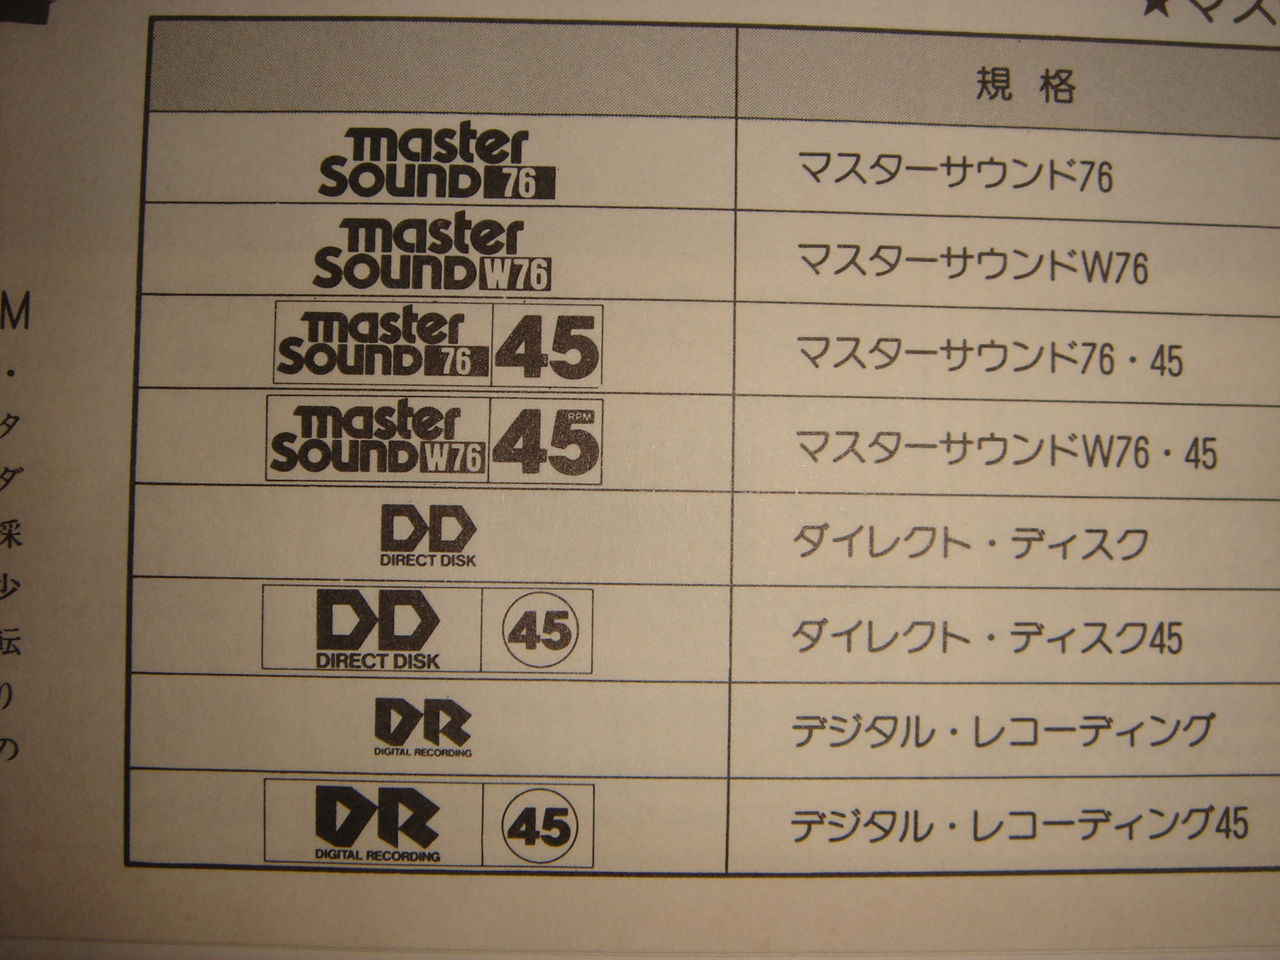 ★マス
規格
master
SOUND 76
マスターサウンド76
master
SOUND W76
マスターサウンドW76
master
SOUND 76 45
マスターサウンド76・45
master
SOUND W76 45 RPM
マスターサウンドW76・45
DD
DIRECT DISK
ダイレクト・ディスク
DD
DIRECT DISK
45
ダイレクト・ディスク45
DR
DIGITAL RECORDING
デジタル・レコーディング
DR
DIGITAL RECORDING
45
デジタル・レコーディング45
M
・
タ
ダ
採
少
転
り
の